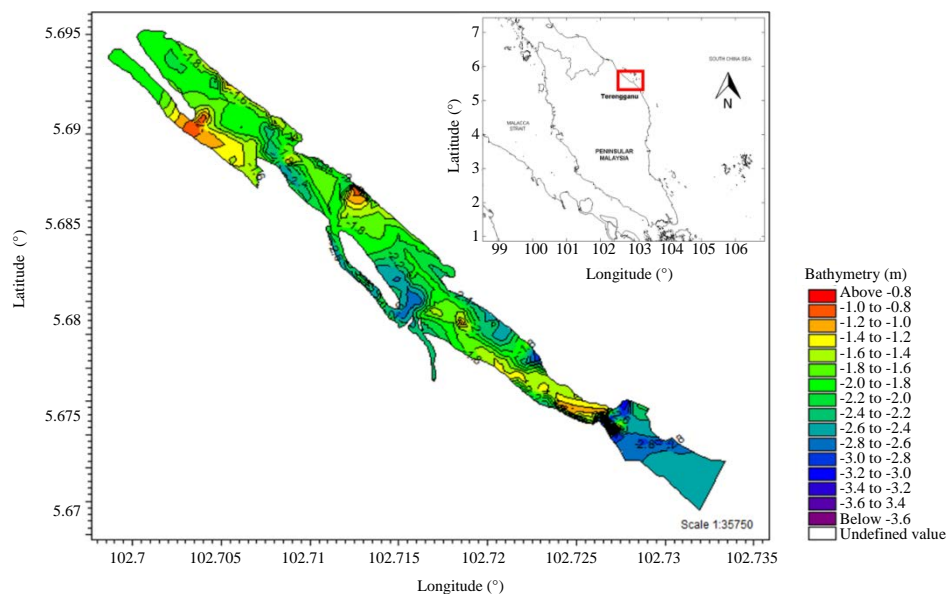 5.695
5.69
5.685
5.68
5.675
5.67
Latitude (°)
102.7
102.705
102.71
102.715
102.72
102.725
102.73
102.735
Longitude (°)
Scale 1:35750
7
6
5
4
3
2
1
Latitude (°)
99
100
101
102
103
104
105
106
Longitude (°)
SOUTH CHINA SEA
Terengganu
N
MALACCA
STRAIT
PENINSULAR
MALAYSIA
Bathymetry (m)
Above -0.8
-1.0 to -0.8
-1.2 to -1.0
-1.4 to -1.2
-1.6 to -1.4
-1.8 to -1.6
-2.0 to -1.8
-2.2 to -2.0
-2.4 to -2.2
-2.6 to -2.4
-2.8 to -2.6
-3.0 to -2.8
-3.2 to -3.0
-3.4 to -3.2
-3.6 to 3.4
Below -3.6
Undefined value